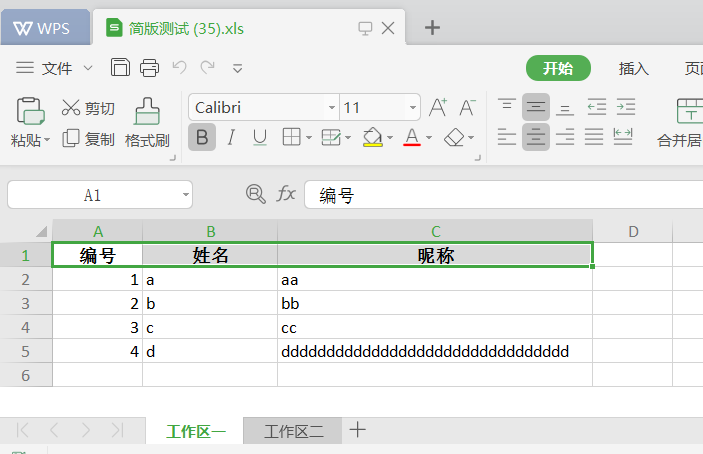 WPS 简版测试 (35).xls
文件 开始 插入
粘贴 剪切 复制 格式刷 Calibri 11 A+ A- B I U A 合并居
A1 fx 编号
A B C D
1 编号 姓名 昵称
2 1 a aa
3 2 b bb
4 3 c cc
5 4 d
6
工作区一 工作区二